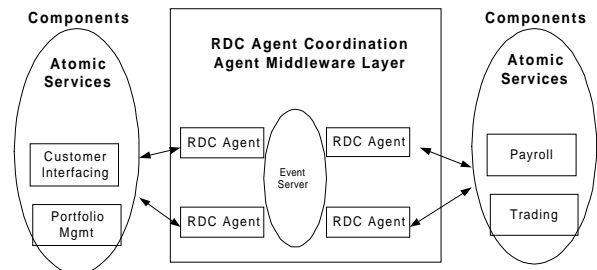 Components
Atomic
Services
Customer
Interfacing
Portfolio
Mgmt
RDC Agent Coordination
Agent Middleware Layer
RDC Agent
RDC Agent
Event
Server
RDC Agent
RDC Agent
Components
Atomic
Services
Payroll
Trading